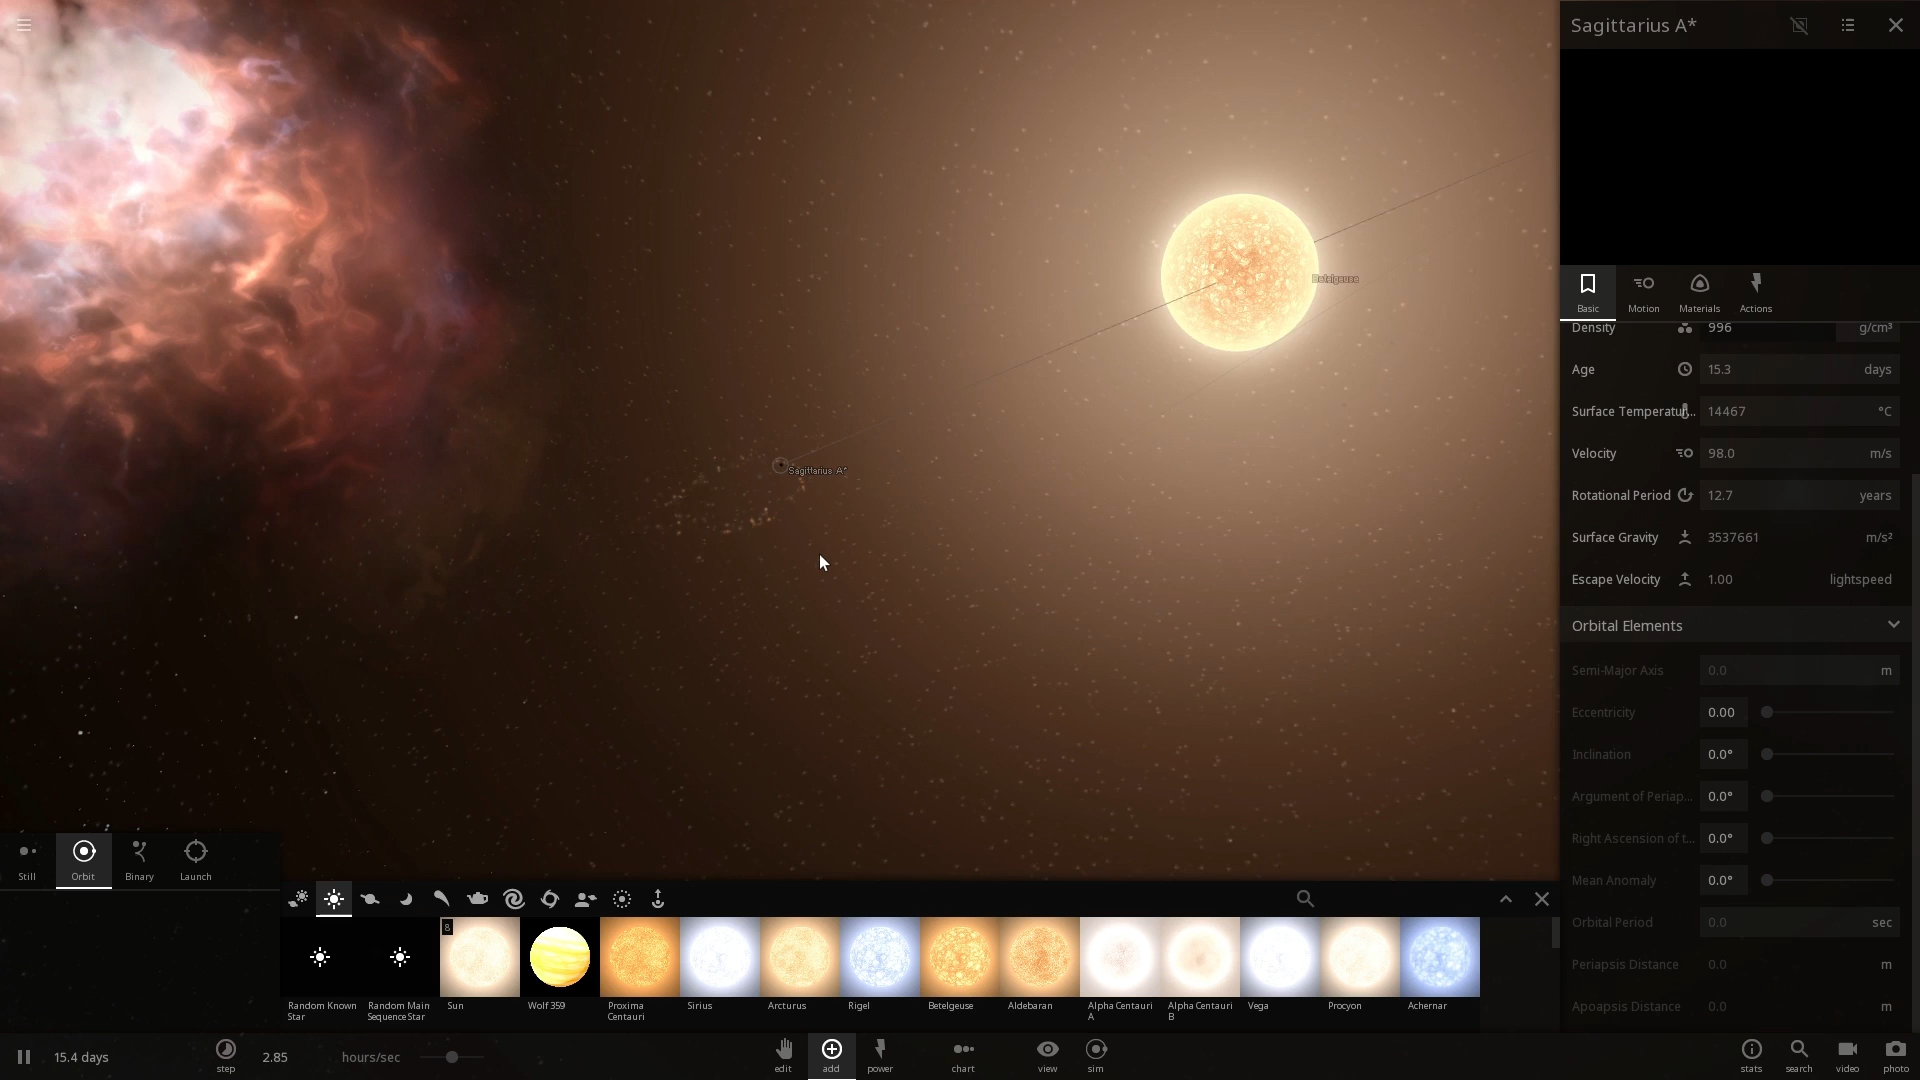 Sagittarius A*
Betelgeuse
Sagittarius A*
Basic
Motion
Materials
Actions
Density 996 g/cm³
Age 15.3 days
Surface Temperatur... 14467 °C
Velocity 98.0 m/s
Rotational Period 12.7 years
Surface Gravity 3537661 m/s²
Escape Velocity 1.00 lightspeed
Orbital Elements
Semi-Major Axis 0.0 m
Eccentricity 0.00
Inclination 0.0°
Argument of Periap... 0.0°
Right Ascension of t... 0.0°
Mean Anomaly 0.0°
Orbital Period 0.0 sec
Periapsis Distance 0.0 m
Apoapsis Distance 0.0 m
Still
Orbit
Binary
Launch
8
Random Known
Star
Random Main
Sequence Star
Sun
Wolf 359
Proxima
Centauri
Sirius
Arcturus
Rigel
Betelgeuse
Aldebaran
Alpha Centauri
A
Alpha Centauri
B
Vega
Procyon
Achernar
15.4 days
step
2.85 hours/sec
edit
add
power
chart
view
sim
stats
search
video
photo